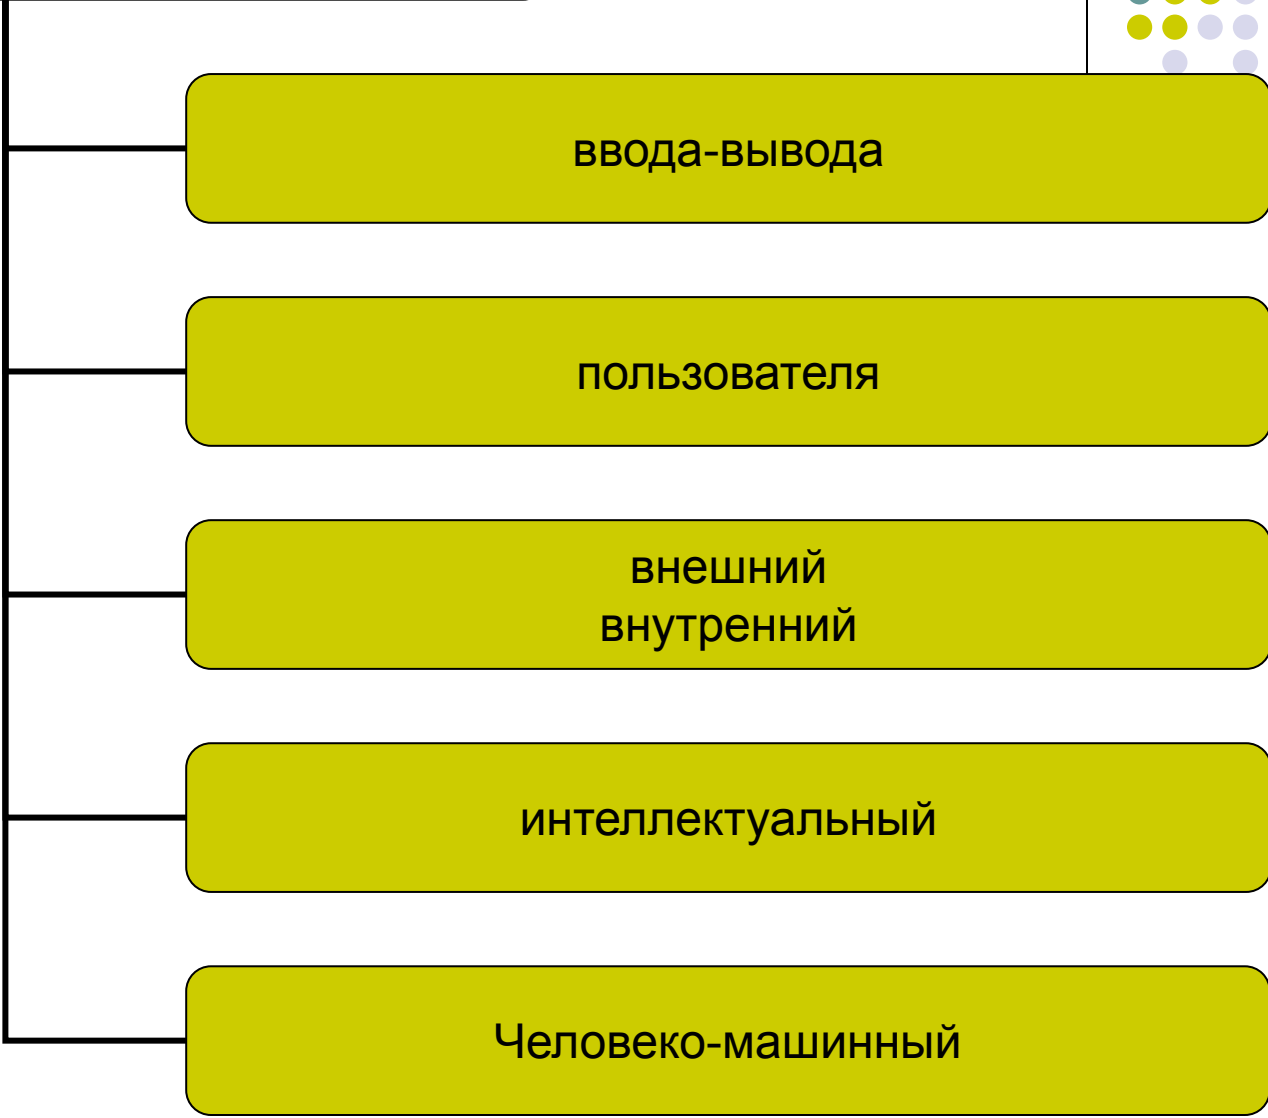 ввода-вывода
пользователя
внешний
внутренний
интеллектуальный
Человеко-машинный